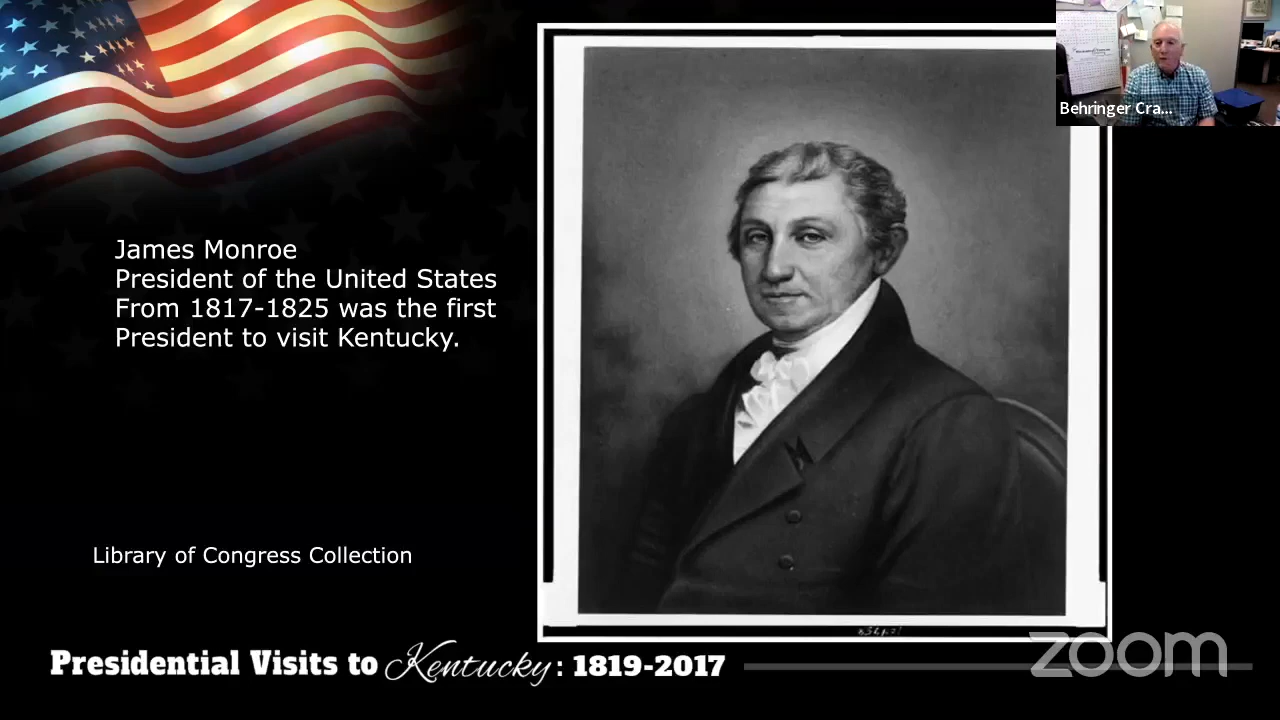 Behringer Cra...
James Monroe
President of the United States
From 1817-1825 was the first
President to visit Kentucky.
Library of Congress Collection
Presidential Visits to Kentucky: 1819-2017
zoom